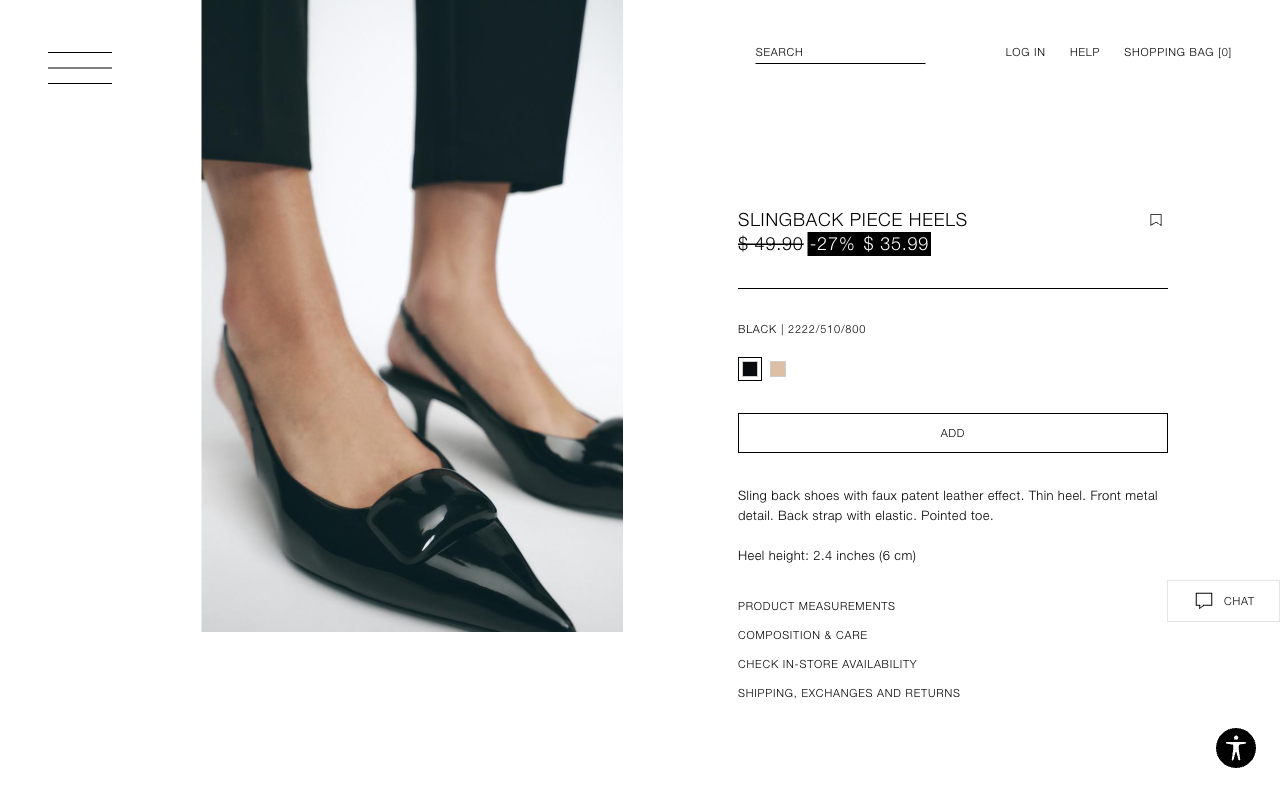 SEARCH
LOG IN
HELP
SHOPPING BAG [0]
SLINGBACK PIECE HEELS
$ 49.90 -27% $ 35.99
BLACK | 2222/510/800
ADD
Sling back shoes with faux patent leather effect. Thin heel. Front metal
detail. Back strap with elastic. Pointed toe.
Heel height: 2.4 inches (6 cm)
CHAT
PRODUCT MEASUREMENTS
COMPOSITION & CARE
CHECK IN-STORE AVAILABILITY
SHIPPING, EXCHANGES AND RETURNS